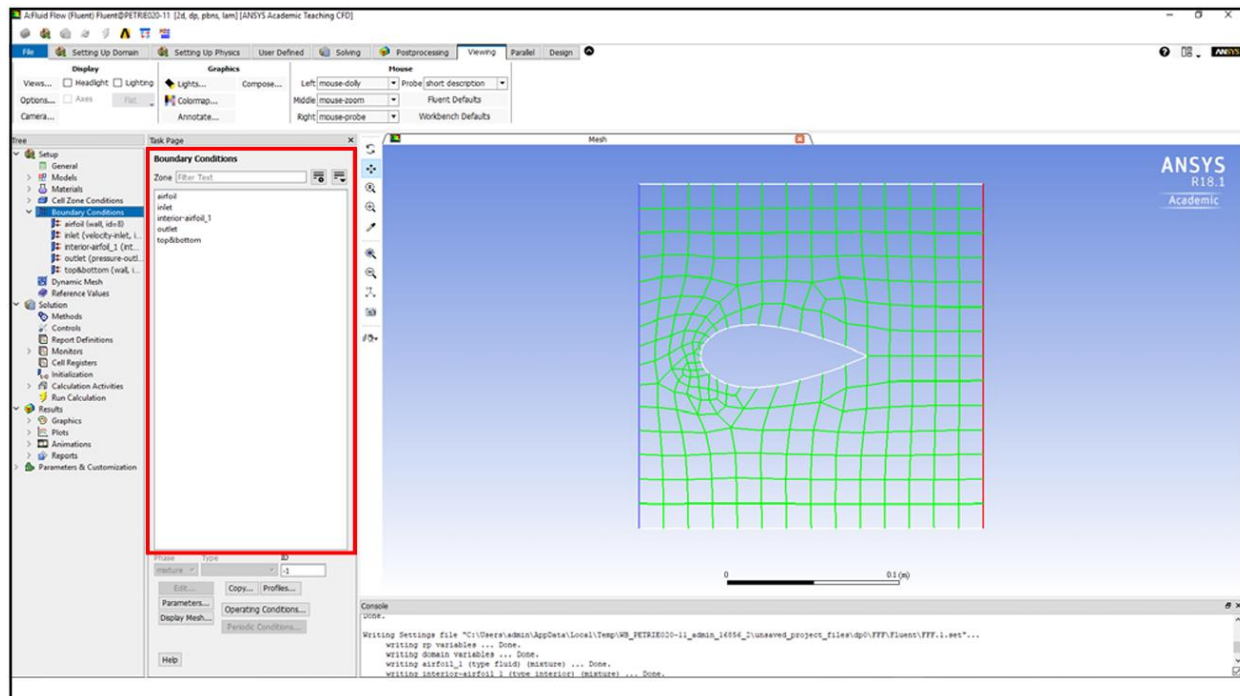 A:Fluid Flow (Fluent) Fluent@PETRIE020-11 [2d, dp, pbns, lam] [ANSYS Academic Teaching CFD]
File Setting Up Domain Setting Up Physics User Defined Solving Postprocessing Viewing Parallel Design
ANSYS
Display Graphics Mouse
Views... Headlight Lighting Lights... Compose... Left mouse-dolly Probe short description
Options... Axes Flat Colormap... Middle mouse-zoom Fluent Defaults
Camera... Annotate... Right mouse-probe Workbench Defaults
Tree
Setup
General
Models
Materials
Cell Zone Conditions
Boundary Conditions
airfoil (wall, id=8)
inlet (velocity-inlet, i...
interior-airfoil_1 (int...
outlet (pressure-outl...
top&bottom (wall, i...
Dynamic Mesh
Reference Values
Solution
Methods
Controls
Report Definitions
Monitors
Cell Registers
Initialization
Calculation Activities
Run Calculation
Results
Graphics
Plots
Animations
Reports
Parameters & Customization
Task Page
Boundary Conditions
Zone Filter Text
airfoil
inlet
interior-airfoil_1
outlet
top&bottom
Phase Type ID
mixture -1
Edit... Copy... Profiles...
Parameters... Operating Conditions...
Display Mesh... Periodic Conditions...
Help
Mesh
ANSYS
R18.1
Academic
0 0.1 (m)
Console
Done.
Writing Settings file "C:\Users\admin\AppData\Local\Temp\WB_PETRIE020-11_admin_16856_2\unsaved_project_files\dp0\FFF\Fluent\FFF.1.set"...
writing rp variables ... Done.
writing domain variables ... Done.
writing airfoil_1 (type fluid) (mixture) ... Done.
writing interior-airfoil_1 (type interior) (mixture) ... Done.